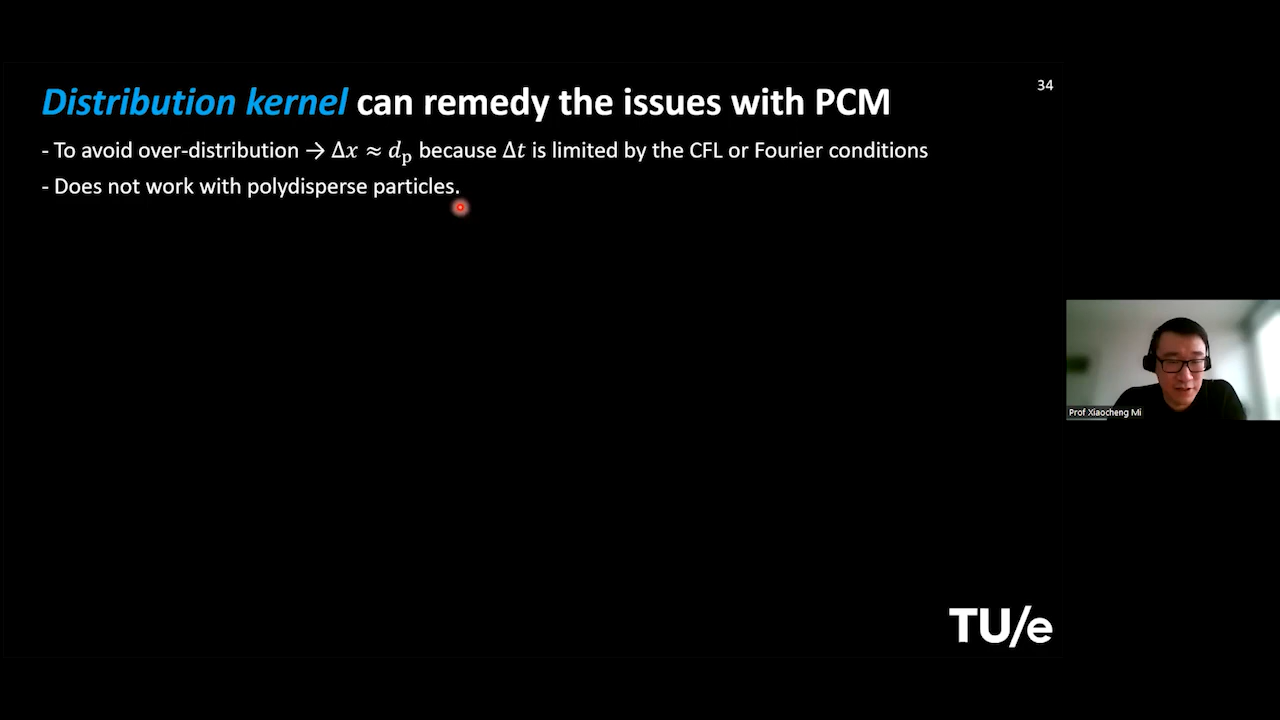 34
Distribution kernel can remedy the issues with PCM
- To avoid over-distribution → Δx ≈ dₚ because Δt is limited by the CFL or Fourier conditions
- Does not work with polydisperse particles.
Prof Xiaocheng Mi
TU/e